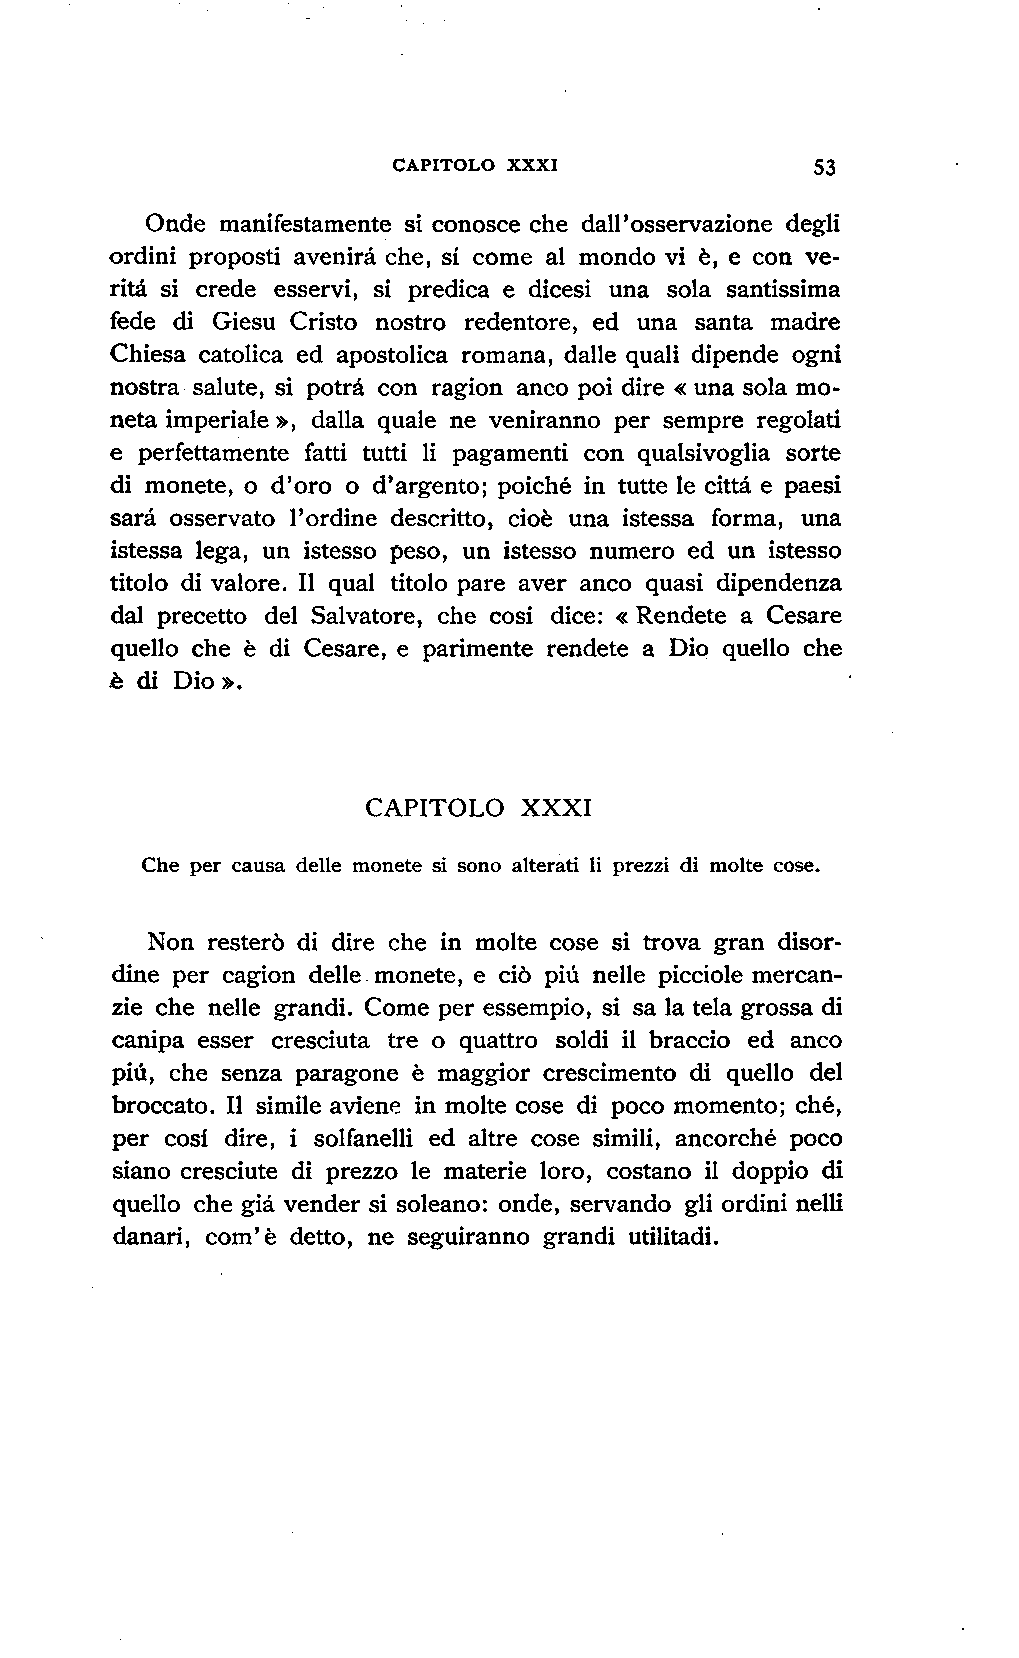 CAPITOLO XXXI 53
Onde manifestamente si conosce che dall'osservazione degli
ordini proposti avenirá che, sí come al mondo vi è, e con ve-
ritá si crede esservi, si predica e dicesi una sola santissima
fede di Giesu Cristo nostro redentore, ed una santa madre
Chiesa catolica ed apostolica romana, dalle quali dipende ogni
nostra salute, si potrá con ragion anco poi dire « una sola mo-
neta imperiale », dalla quale ne veniranno per sempre regolati
e perfettamente fatti tutti li pagamenti con qualsivoglia sorte
di monete, o d'oro o d'argento; poiché in tutte le cittá e paesi
sará osservato l'ordine descritto, cioè una istessa forma, una
istessa lega, un istesso peso, un istesso numero ed un istesso
titolo di valore. Il qual titolo pare aver anco quasi dipendenza
dal precetto del Salvatore, che cosi dice: « Rendete a Cesare
quello che è di Cesare, e parimente rendete a Dio quello che
è di Dio ».
CAPITOLO XXXI
Che per causa delle monete si sono alterati li prezzi di molte cose.
Non resterò di dire che in molte cose si trova gran disor-
dine per cagion delle monete, e ciò piú nelle picciole mercan-
zie che nelle grandi. Come per essempio, si sa la tela grossa di
canipa esser cresciuta tre o quattro soldi il braccio ed anco
piú, che senza paragone è maggior crescimento di quello del
broccato. Il simile aviene in molte cose di poco momento; ché,
per cosí dire, i solfanelli ed altre cose simili, ancorché poco
siano cresciute di prezzo le materie loro, costano il doppio di
quello che giá vender si soleano: onde, servando gli ordini nelli
danari, com'è detto, ne seguiranno grandi utilitadi.